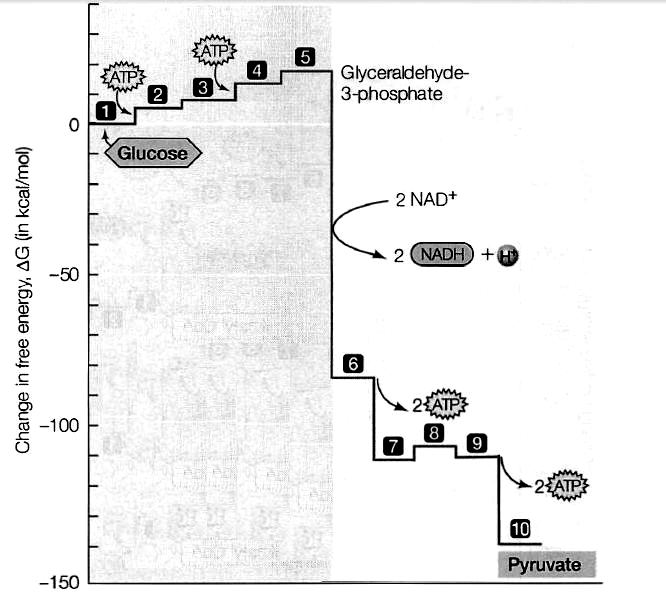 Change in free energy, ΔG (in kcal/mol)
0
−50
−100
−150
ATP
ATP
1
2
3
4
5
Glucose
Glyceraldehyde-
3-phosphate
2 NAD⁺
2 NADH + H⁺
6
2 ATP
7
8
9
2 ATP
10
Pyruvate